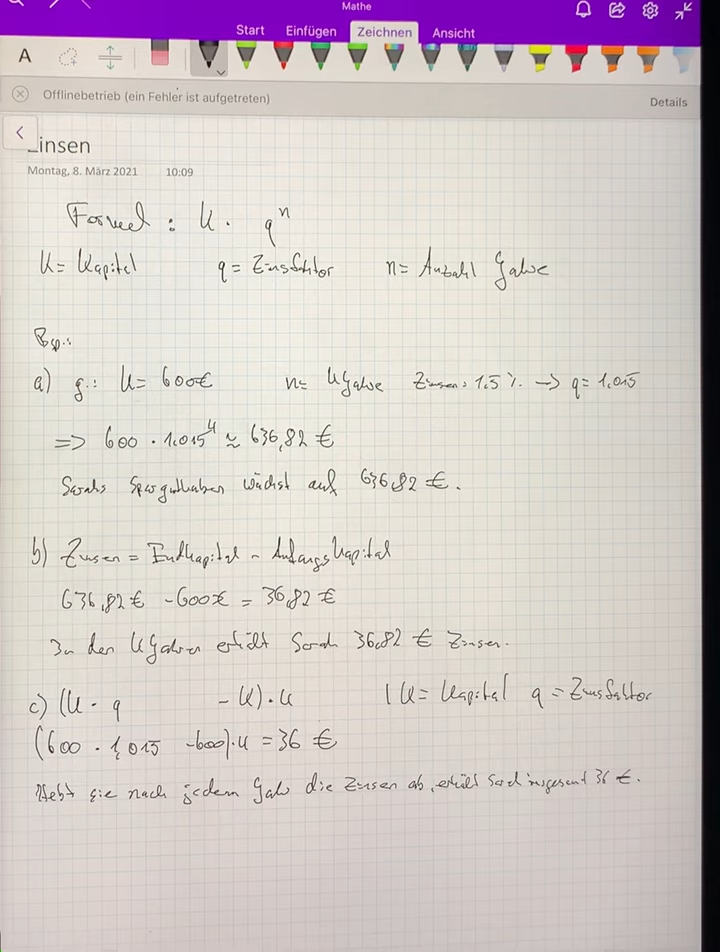 Mathe
Start Einfügen Zeichnen Ansicht
A
Offlinebetrieb (ein Fehler ist aufgetreten)
Details
insen
Montag, 8. März 2021 10:09
Formel : K · qⁿ
K = Kapital q = Zinsfaktor n = Anzahl Jahre
Bsp.:
a) g.: K = 600€ n = 4 Jahre Zinsen: 1,5 % → q = 1,015
=> 600 · 1,015⁴ ≈ 636,82 €
Sarahs Sparguthaben wächst auf 636,82 €.
b) Zinsen = Endkapital - Anfangskapital
636,82 € - 600€ = 36,82 €
In den 4 Jahren erhält Sarah 36,82 € Zinsen.
c) (K · q - K) · 4 | K = Kapital q = Zinsfaktor
(600 · 1,015 - 600) · 4 = 36 €
Hebt sie nach jedem Jahr die Zinsen ab, erhält Sarah insgesamt 36 €.